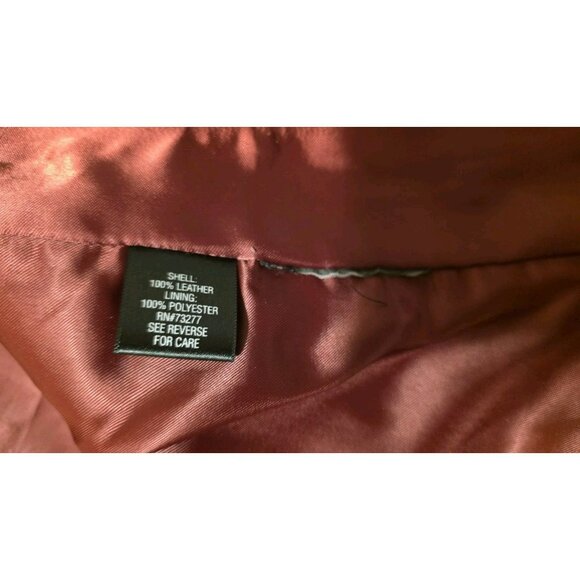 SHELL:
100% LEATHER
LINING:
100% POLYESTER
RN#73277
SEE REVERSE
FOR CARE